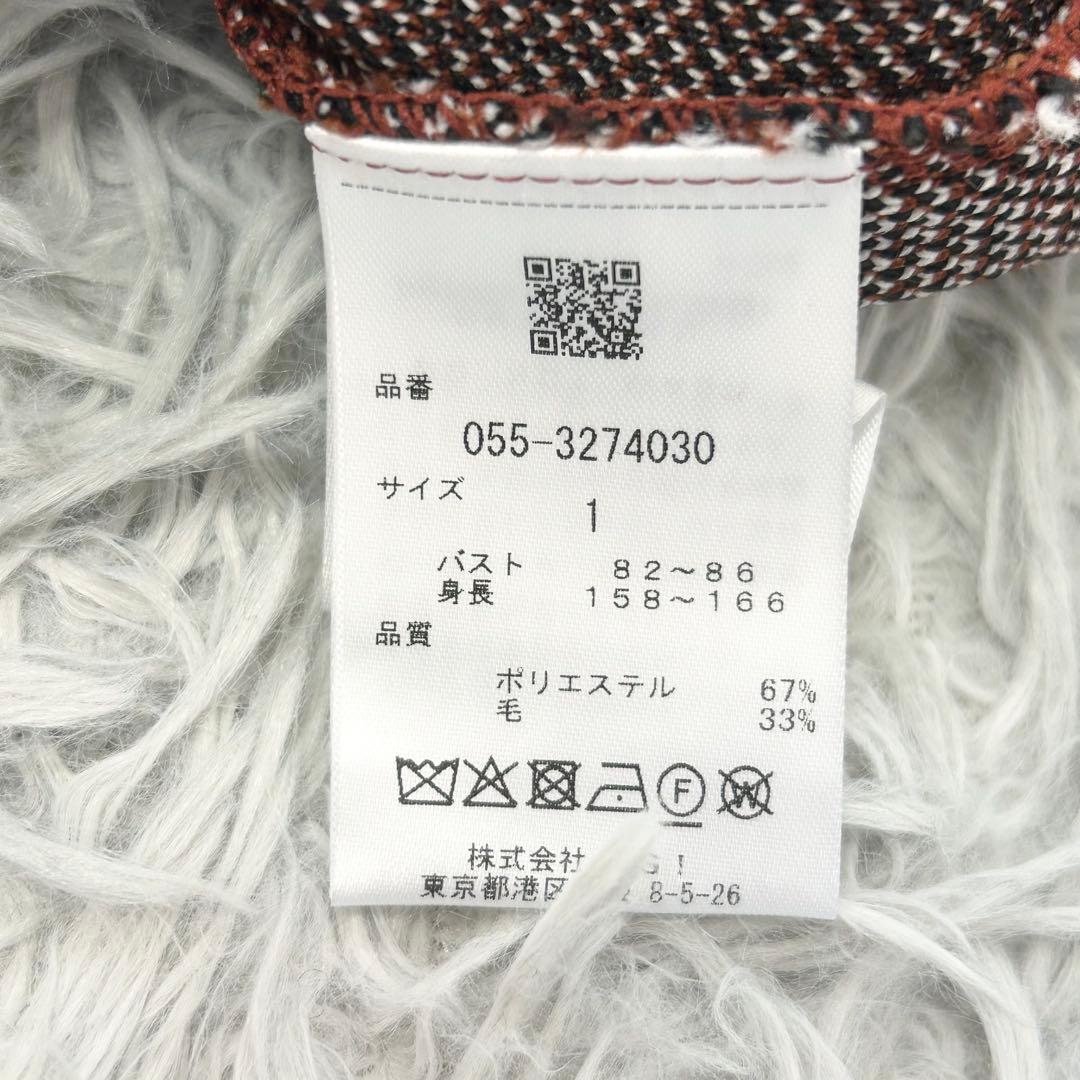 品番
055-3274030
サイズ
1
バスト 82～86
身長 158～166
品質
ポリエステル 67%
毛 33%
F
W
株式会社
東京都港区 8-5-26